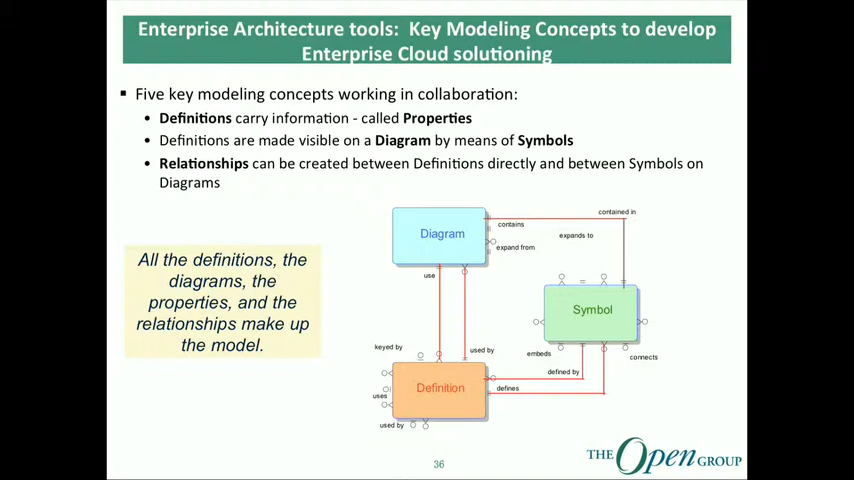 Enterprise Architecture tools: Key Modeling Concepts to develop
Enterprise Cloud solutioning
▪ Five key modeling concepts working in collaboration:
• Definitions carry information - called Properties
• Definitions are made visible on a Diagram by means of Symbols
• Relationships can be created between Definitions directly and between Symbols on
Diagrams
All the definitions, the
diagrams, the
properties, and the
relationships make up
the model.
Diagram
contains
contained in
expand from
expands to
use
Symbol
keyed by
used by
embeds
connects
defined by
Definition
defines
uses
used by
36
THE Open GROUP